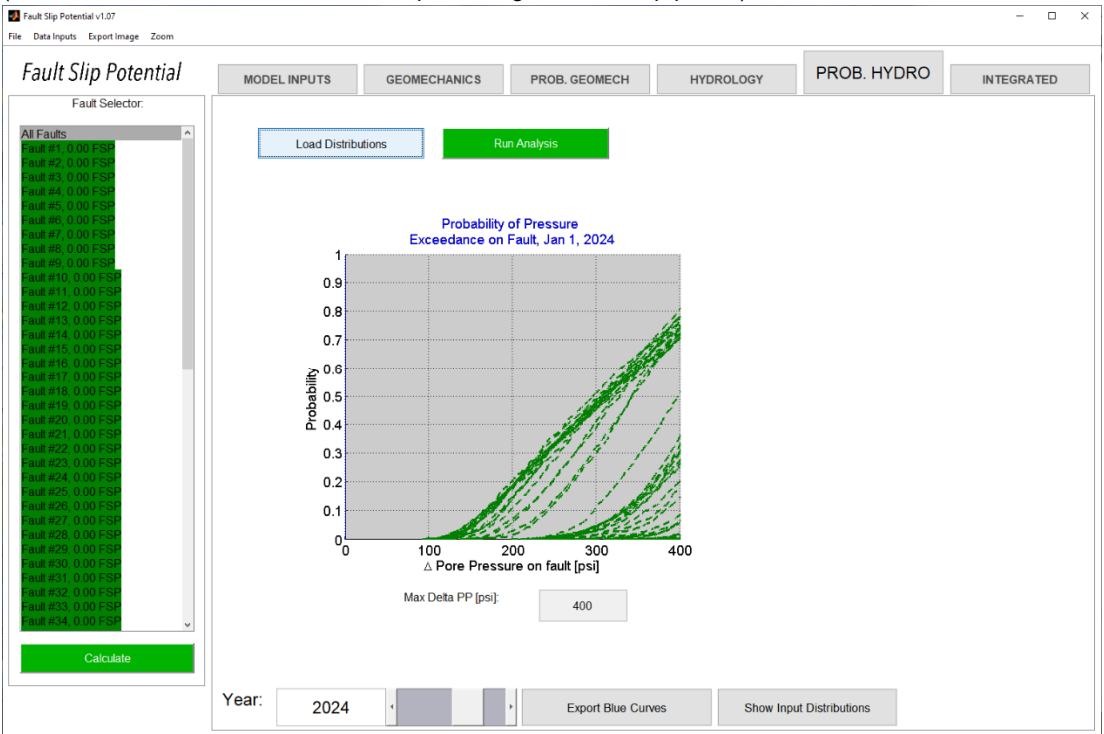 Fault Slip Potential v1.07
File Data Inputs Export Image Zoom
Fault Slip Potential
MODEL INPUTS GEOMECHANICS PROB. GEOMECH HYDROLOGY PROB. HYDRO INTEGRATED
Fault Selector:
All Faults
Fault #1, 0.00 FSP
Fault #2, 0.00 FSP
Fault #3, 0.00 FSP
Fault #4, 0.00 FSP
Fault #5, 0.00 FSP
Fault #6, 0.00 FSP
Fault #7, 0.00 FSP
Fault #8, 0.00 FSP
Fault #9, 0.00 FSP
Fault #10, 0.00 FSP
Fault #11, 0.00 FSP
Fault #12, 0.00 FSP
Fault #13, 0.00 FSP
Fault #14, 0.00 FSP
Fault #15, 0.00 FSP
Fault #16, 0.00 FSP
Fault #17, 0.00 FSP
Fault #18, 0.00 FSP
Fault #19, 0.00 FSP
Fault #20, 0.00 FSP
Fault #21, 0.00 FSP
Fault #22, 0.00 FSP
Fault #23, 0.00 FSP
Fault #24, 0.00 FSP
Fault #25, 0.00 FSP
Fault #26, 0.00 FSP
Fault #27, 0.00 FSP
Fault #28, 0.00 FSP
Fault #29, 0.00 FSP
Fault #30, 0.00 FSP
Fault #31, 0.00 FSP
Fault #32, 0.00 FSP
Fault #33, 0.00 FSP
Fault #34, 0.00 FSP
Calculate
Load Distributions Run Analysis
Probability of Pressure
Exceedance on Fault, Jan 1, 2024
1
0.9
0.8
0.7
0.6
0.5
0.4
0.3
0.2
0.1
0
Probability
0 100 200 300 400
Δ Pore Pressure on fault [psi]
Max Delta PP [psi]: 400
Year: 2024 Export Blue Curves Show Input Distributions